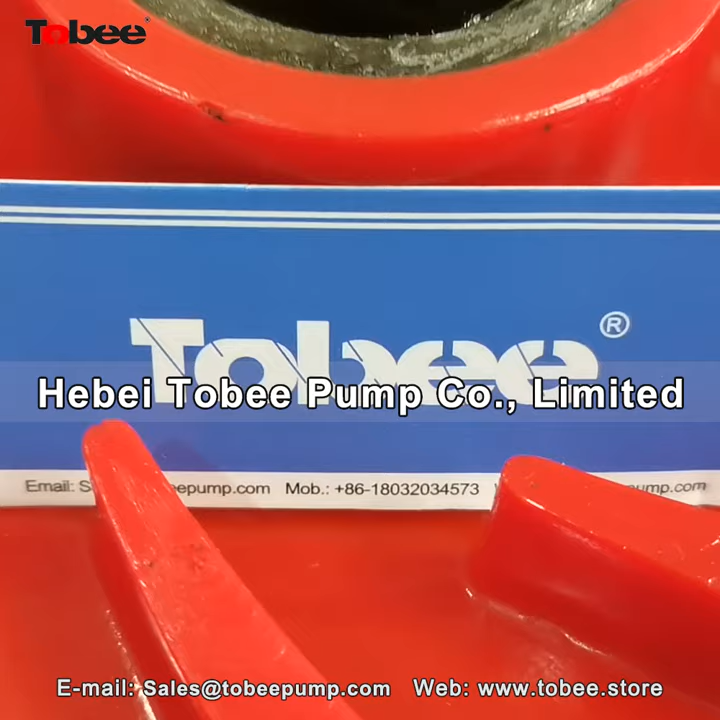 Tobee®
Tobee®
Hebei Tobee Pump Co., Limited
Email: S epump.com Mob.: +86-18032034573 ump.com
E-mail: Sales@tobeepump.com Web: www.tobee.store